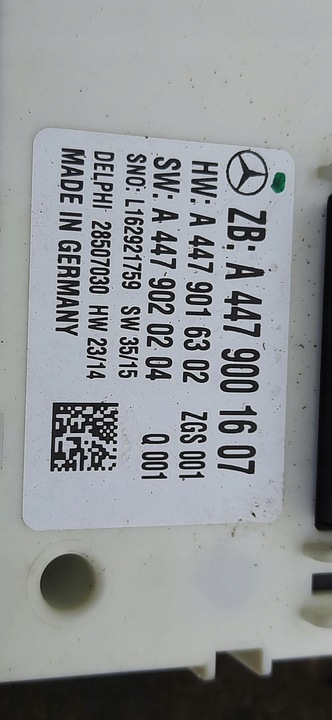 ZB: A 447 900 16 07
HW: A 447 901 63 02 ZGS 001
SW: A 447 902 02 04 Q 001
SNO: L162921759 SW 35/15
DELPHI 28507030 HW 23/14
MADE IN GERMANY